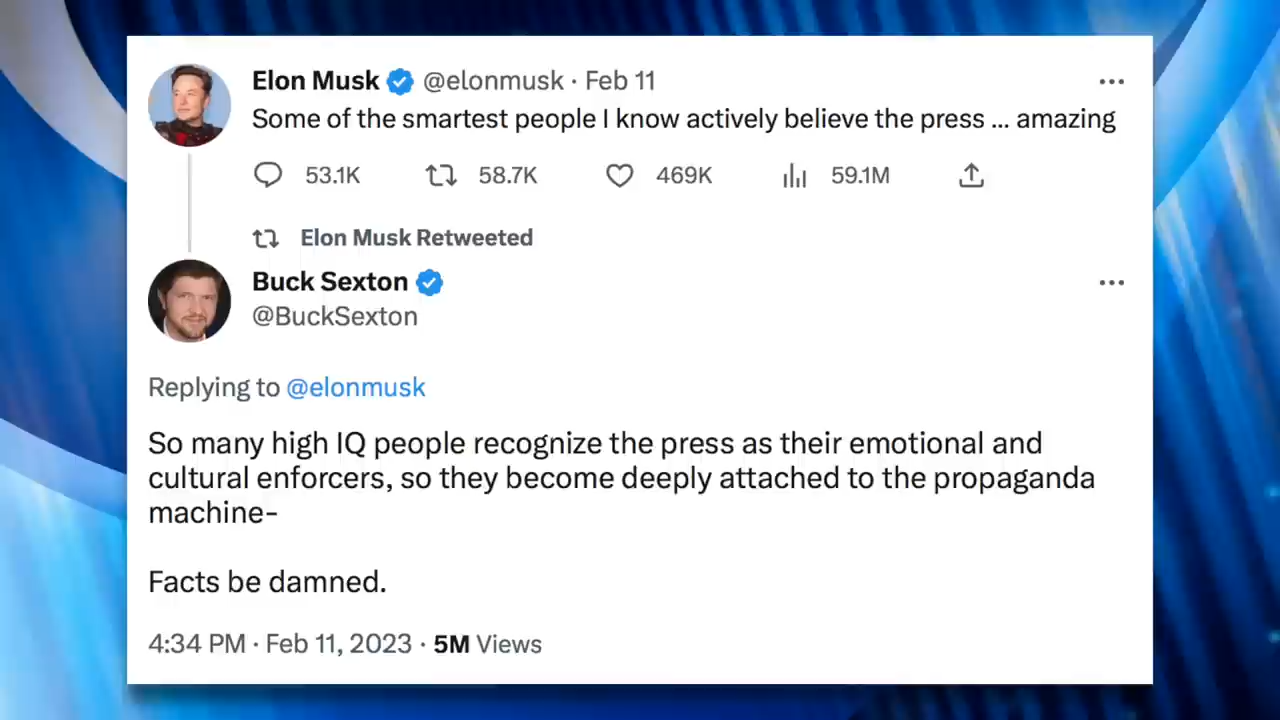 Elon Musk @elonmusk · Feb 11
Some of the smartest people I know actively believe the press ... amazing
53.1K 58.7K 469K 59.1M
Elon Musk Retweeted
Buck Sexton
@BuckSexton
Replying to @elonmusk
So many high IQ people recognize the press as their emotional and
cultural enforcers, so they become deeply attached to the propaganda
machine-
Facts be damned.
4:34 PM · Feb 11, 2023 · 5M Views